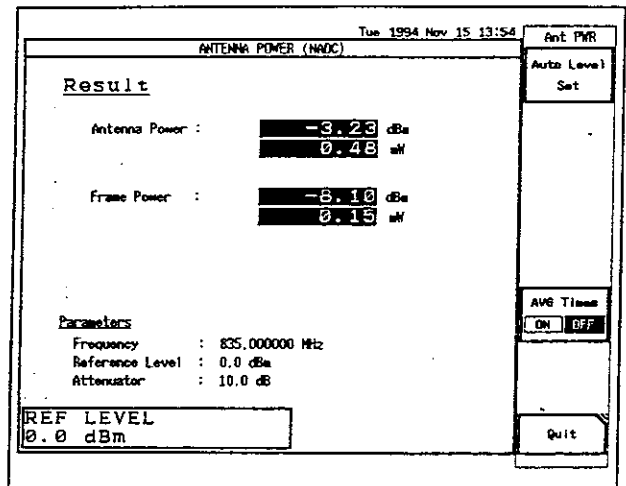 Tue 1994 Nov 15 13:54
Ant PWR
ANTENNA POWER (NADC)
Auto Level
Set
Result
Antenna Power : -3.23 dBm
0.48 mW
Frame Power : -8.10 dBm
0.15 mW
AVG Times
ON OFF
Parameters
Frequency : 835.000000 MHz
Reference Level : 0.0 dBm
Attenuator : 10.0 dB
REF LEVEL
0.0 dBm
Quit